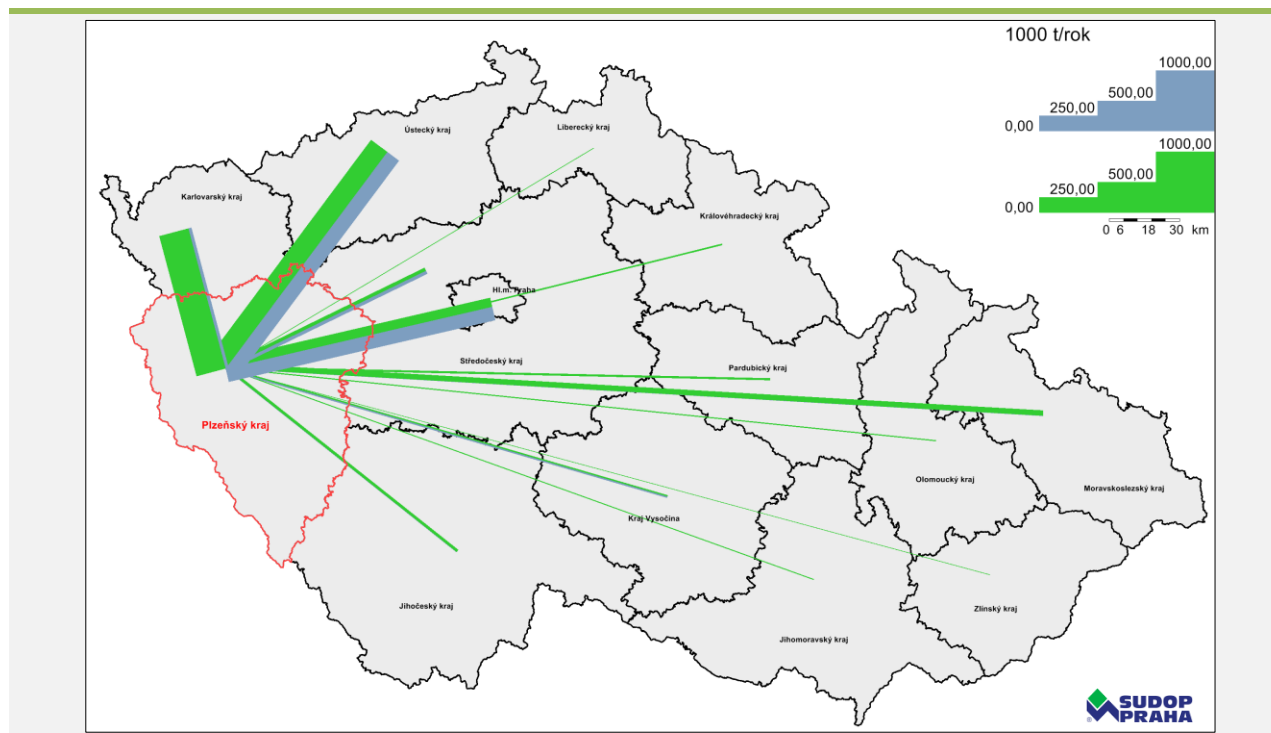 1000 t/rok
1000,00
500,00
250,00
0,00
1000,00
500,00
250,00
0,00
0 6 18 30 km
Ústecký kraj
Liberecký kraj
Karlovarský kraj
Královéhradecký kraj
Hl.m. Praha
Středočeský kraj
Pardubický kraj
Plzeňský kraj
Olomoucký kraj
Moravskoslezský kraj
Kraj Vysočina
Jihočeský kraj
Zlínský kraj
Jihomoravský kraj
SUDOP
PRAHA